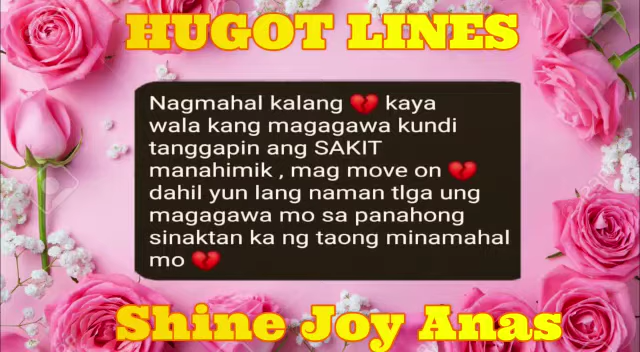 HUGOT LINES
Nagmahal kalang 💔 kaya
wala kang magagawa kundi
tanggapin ang SAKIT
manahimik , mag move on 💔
dahil yun lang naman tlga ung
magagawa mo sa panahong
sinaktan ka ng taong minamahal
mo 💔
Shine Joy Anas